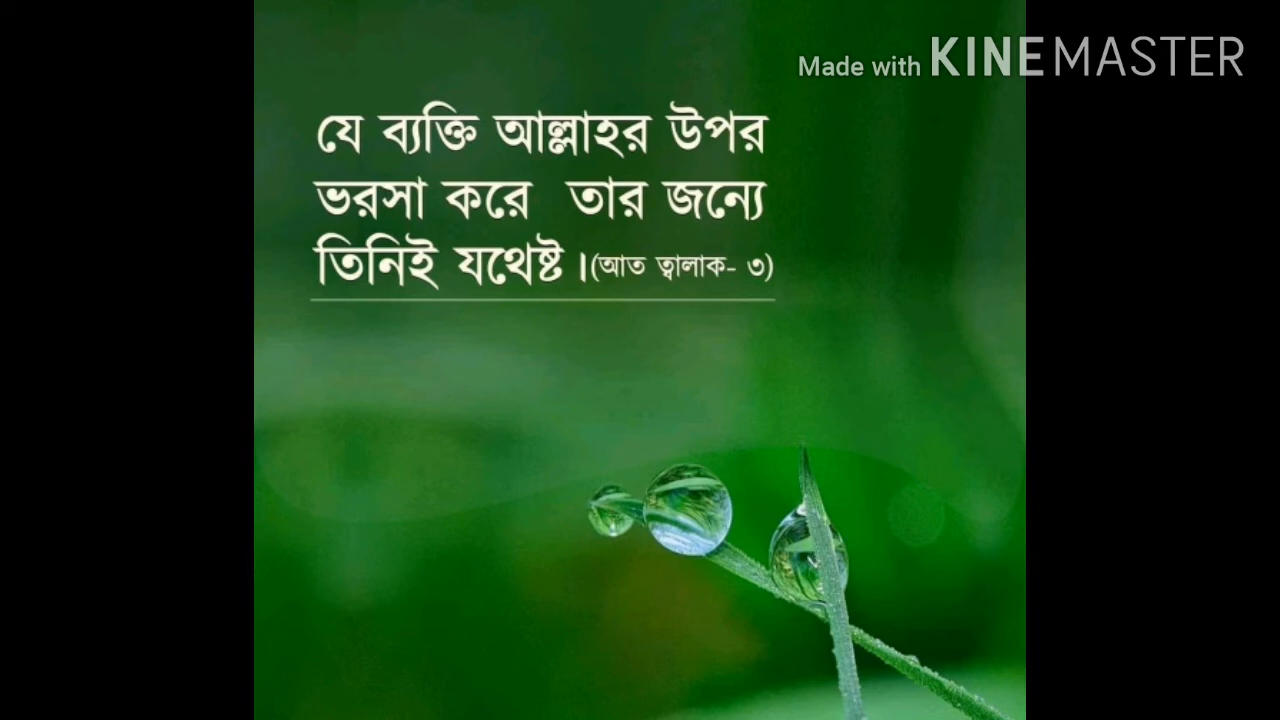 Made with KINEMASTER
যে ব্যক্তি আল্লাহর উপর
ভরসা করে তার জন্যে
তিনিই যথেষ্ট।(আত ত্বালাক- ৩)